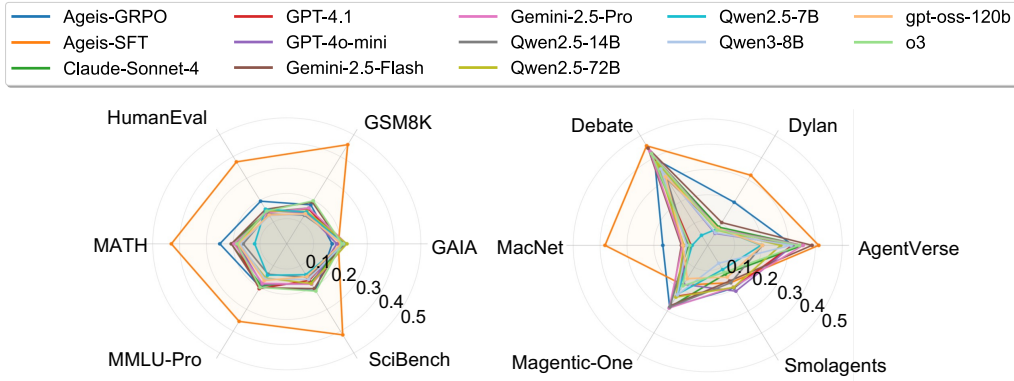 Ageis-GRPO GPT-4.1 Gemini-2.5-Pro Qwen2.5-7B gpt-oss-120b
Ageis-SFT GPT-4o-mini Qwen2.5-14B Qwen3-8B o3
Claude-Sonnet-4 Gemini-2.5-Flash Qwen2.5-72B
HumanEval
GSM8K
MATH
GAIA
MMLU-Pro
SciBench
0.1
0.2
0.3
0.4
0.5
Debate
Dylan
MacNet
AgentVerse
Magentic-One
Smolagents
0.1
0.2
0.3
0.4
0.5